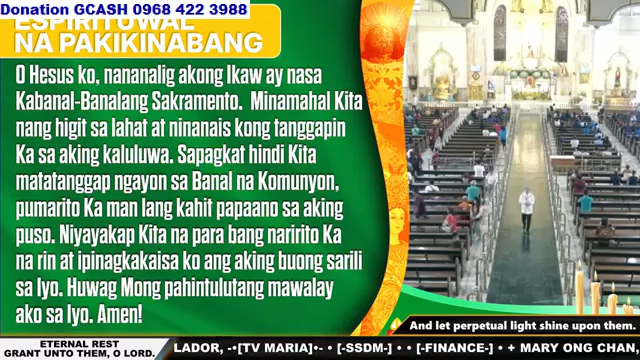 Donation GCASH 0968 422 3988
ESPIRITUWAL
NA PAKIKINABANG
O Hesus ko, nananalig akong Ikaw ay nasa
Kabanal-Banalang Sakramento. Minamahal Kita
nang higit sa lahat at ninanais kong tanggapin
Ka sa aking kaluluwa. Sapagkat hindi Kita
matatanggap ngayon sa Banal na Komunyon,
pumarito Ka man lang kahit papaano sa aking
puso. Niyayakap Kita na para bang naririto Ka
na rin at ipinagkakaisa ko ang aking buong sarili
sa Iyo. Huwag Mong pahintulutang mawalay
ako sa Iyo. Amen!
And let perpetual light shine upon them.
ETERNAL REST
GRANT UNTO THEM, O LORD.
LADOR, -•[TV MARIA]•- • [-SSDM-] • • [-FINANCE-] • + MARY ONG CHAN,